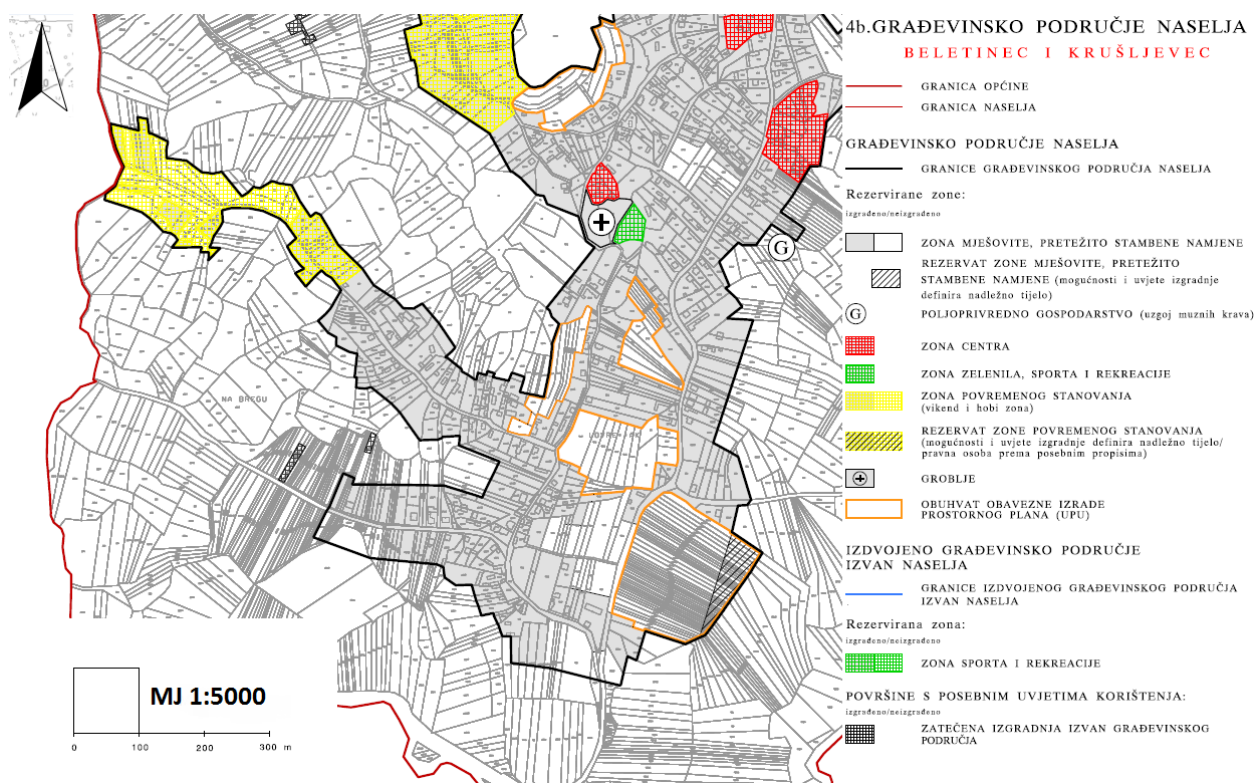 4b.GRAĐEVINSKO PODRUČJE NASELJA
BELETINEC I KRUŠLJEVEC
GRANICA OPĆINE
GRANICA NASELJA
GRAĐEVINSKO PODRUČJE NASELJA
GRANICE GRAĐEVINSKOG PODRUČJA NASELJA
Rezervirane zone:
izgrađeno/neizgrađeno
ZONA MJEŠOVITE, PRETEŽITO STAMBENE NAMJENE
REZERVAT ZONE MJEŠOVITE, PRETEŽITO
STAMBENE NAMJENE (mogućnosti i uvjete izgradnje
definira nadležno tijelo)
G
POLJOPRIVREDNO GOSPODARSTVO (uzgoj muznih krava)
ZONA CENTRA
ZONA ZELENILA, SPORTA I REKREACIJE
ZONA POVREMENOG STANOVANJA
(vikend i hobi zona)
REZERVAT ZONE POVREMENOG STANOVANJA
(mogućnosti i uvjete izgradnje definira nadležno tijelo/
pravna osoba prema posebnim propisima)
GROBLJE
OBUHVAT OBAVEZNE IZRADE
PROSTORNOG PLANA (UPU)
IZDVOJENO GRAĐEVINSKO PODRUČJE
IZVAN NASELJA
GRANICE IZDVOJENOG GRAĐEVINSKOG PODRUČJA
IZVAN NASELJA
Rezervirana zona:
izgrađeno/neizgrađeno
ZONA SPORTA I REKREACIJE
POVRŠINE S POSEBNIM UVJETIMA KORIŠTENJA:
izgrađeno/neizgrađeno
ZATEČENA IZGRADNJA IZVAN GRAĐEVINSKOG
PODRUČJA
G
NA BREGU
MJ 1:5000
0 100 200 300 m